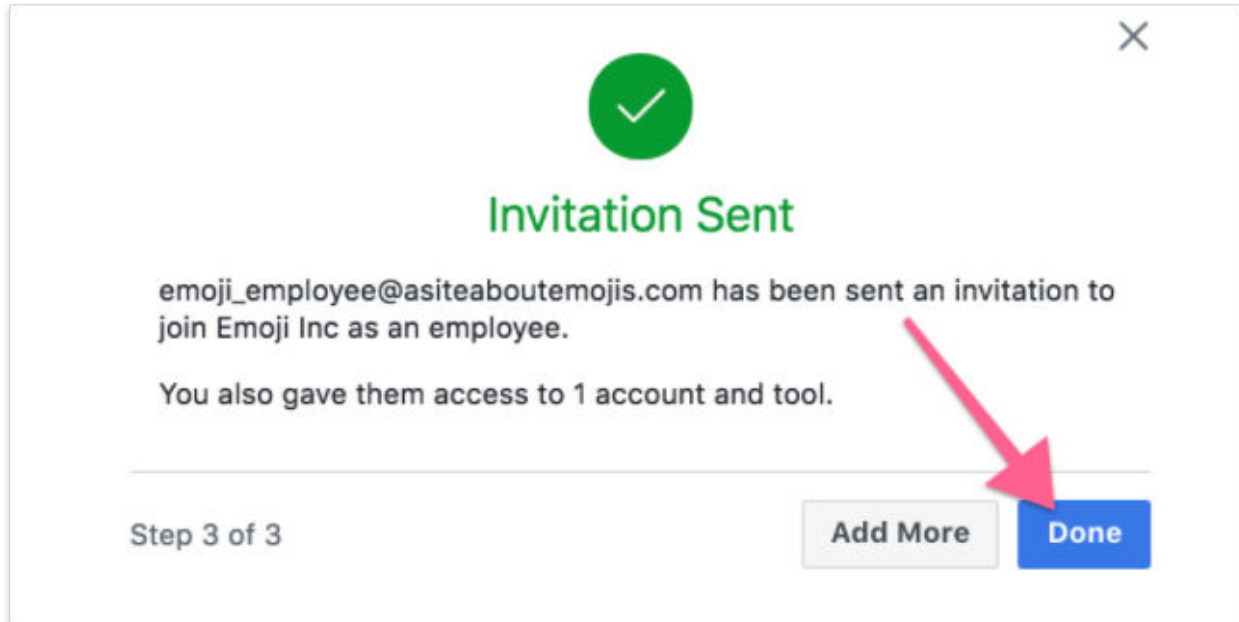 Invitation Sent
emoji_employee@asiteaboutemojis.com has been sent an invitation to
join Emoji Inc as an employee.
You also gave them access to 1 account and tool.
Step 3 of 3
Add More
Done